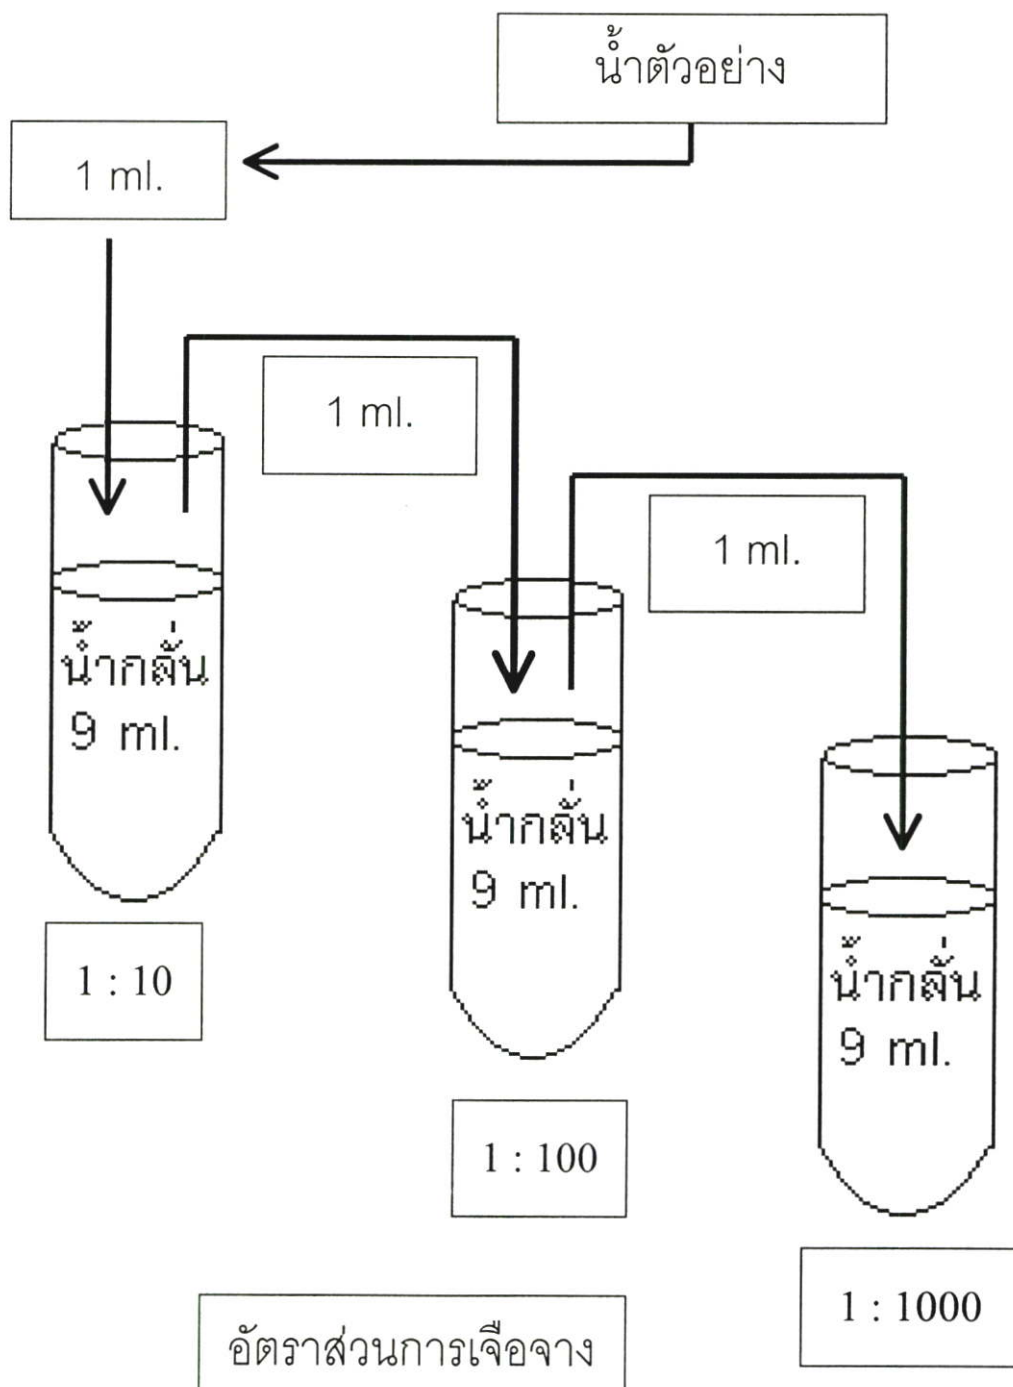 น้ำตัวอย่าง
1 ml.
1 ml.
1 ml.
น้ำกลั่น
9 ml.
น้ำกลั่น
9 ml.
น้ำกลั่น
9 ml.
1 : 10
1 : 100
1 : 1000
อัตราส่วนการเจือจาง